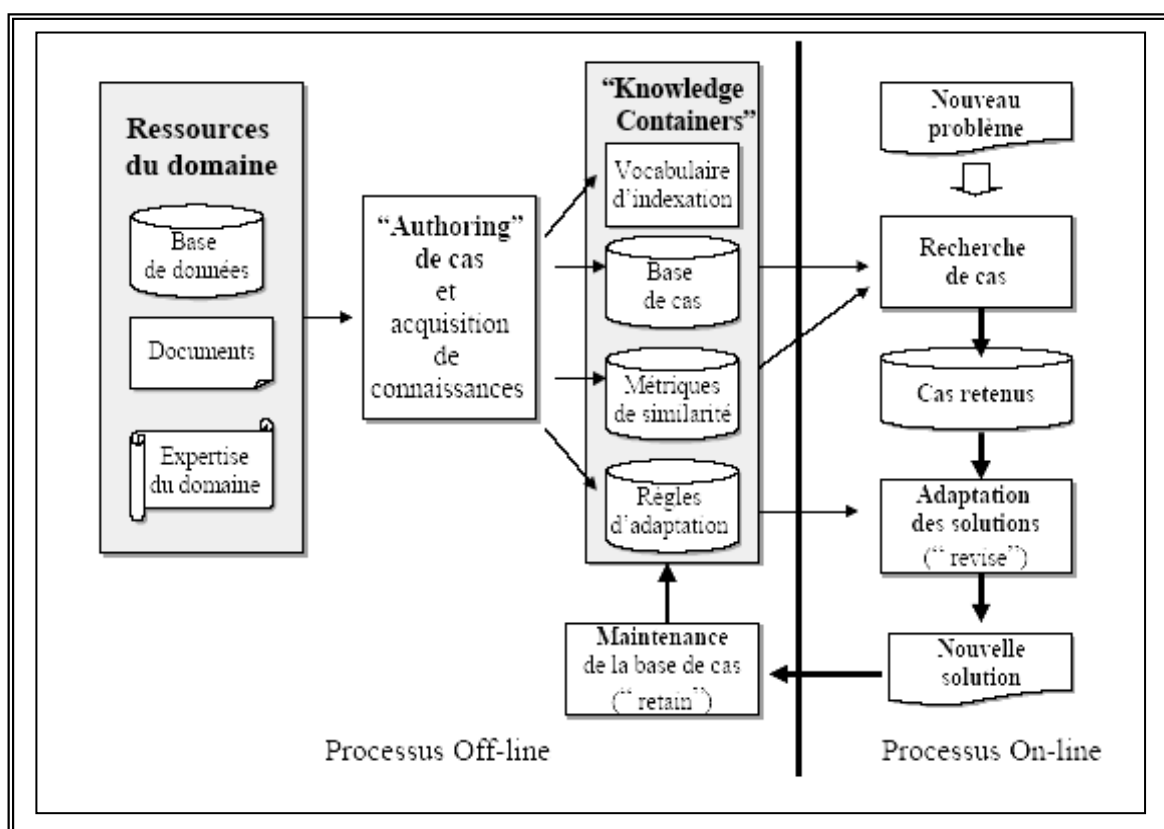 Ressources
du domaine
Base
de données
Documents
Expertise
du domaine
“Authoring”
de cas
et
acquisition
de
connaissances
“Knowledge
Containers”
Vocabulaire
d’indexation
Base
de cas
Métriques
de similarité
Règles
d’adaptation
Maintenance
de la base de cas
(“ retain”)
Processus Off-line
Nouveau
problème
Recherche
de cas
Cas retenus
Adaptation
des solutions
(“ revise”)
Nouvelle
solution
Processus On-line